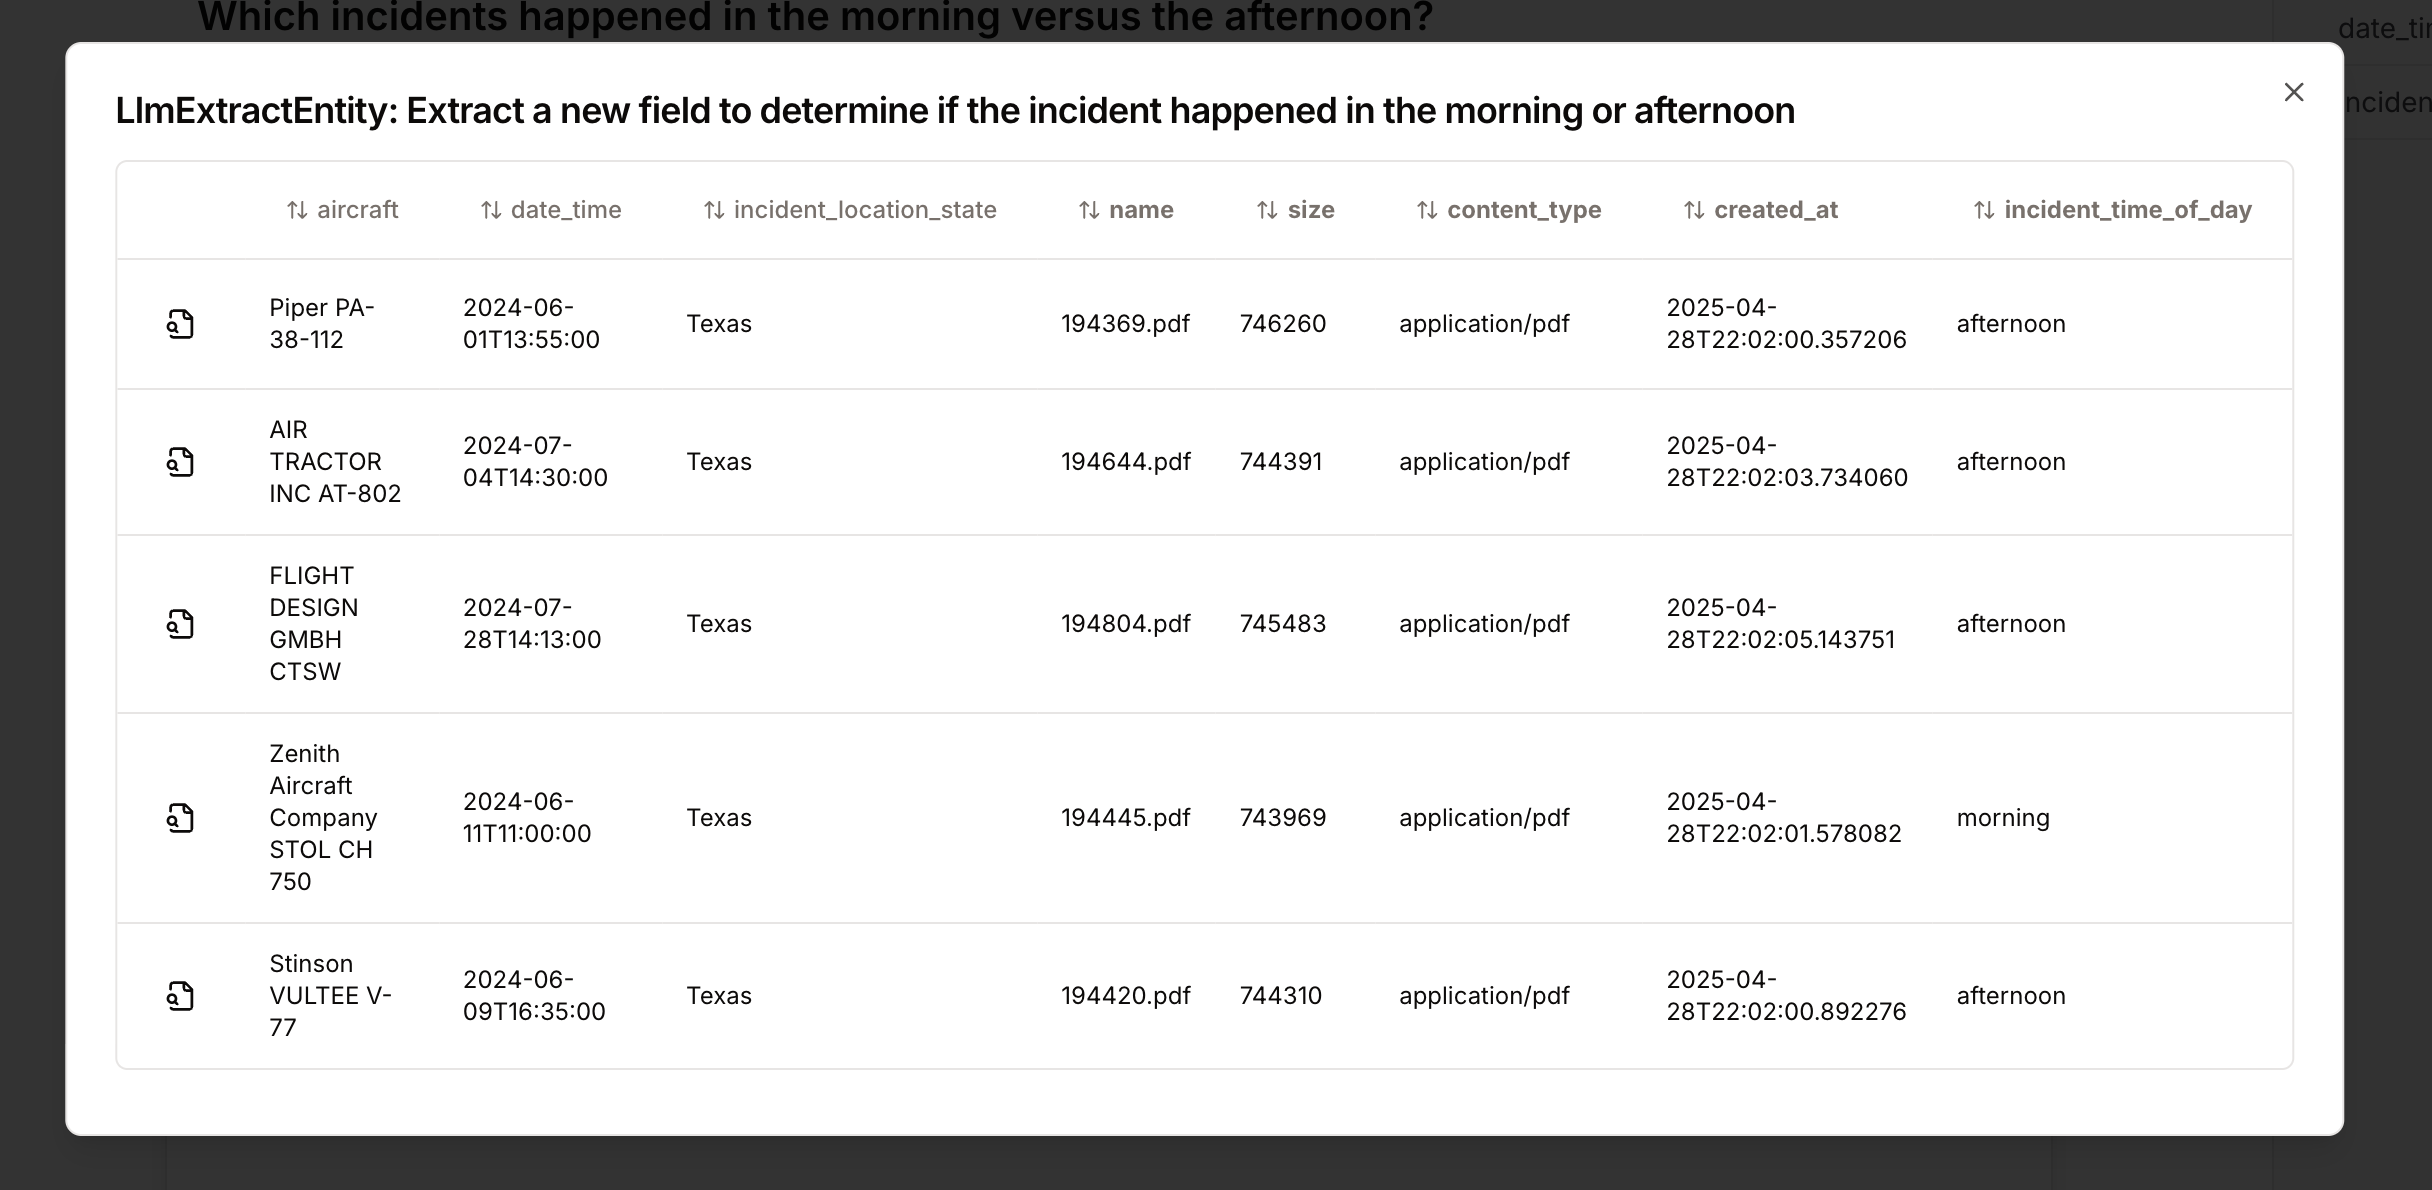 Which incidents happened in the morning versus the afternoon?
date_ti
LlmExtractEntity: Extract a new field to determine if the incident happened in the morning or afternoon
nciden
aircraft date_time incident_location_state name size content_type created_at incident_time_of_day
Piper PA-
38-112
2024-06-
01T13:55:00
Texas
194369.pdf
746260
application/pdf
2025-04-
28T22:02:00.357206
afternoon
AIR
TRACTOR
INC AT-802
2024-07-
04T14:30:00
Texas
194644.pdf
744391
application/pdf
2025-04-
28T22:02:03.734060
afternoon
FLIGHT
DESIGN
GMBH
CTSW
2024-07-
28T14:13:00
Texas
194804.pdf
745483
application/pdf
2025-04-
28T22:02:05.143751
afternoon
Zenith
Aircraft
Company
STOL CH
750
2024-06-
11T11:00:00
Texas
194445.pdf
743969
application/pdf
2025-04-
28T22:02:01.578082
morning
Stinson
VULTEE V-
77
2024-06-
09T16:35:00
Texas
194420.pdf
744310
application/pdf
2025-04-
28T22:02:00.892276
afternoon